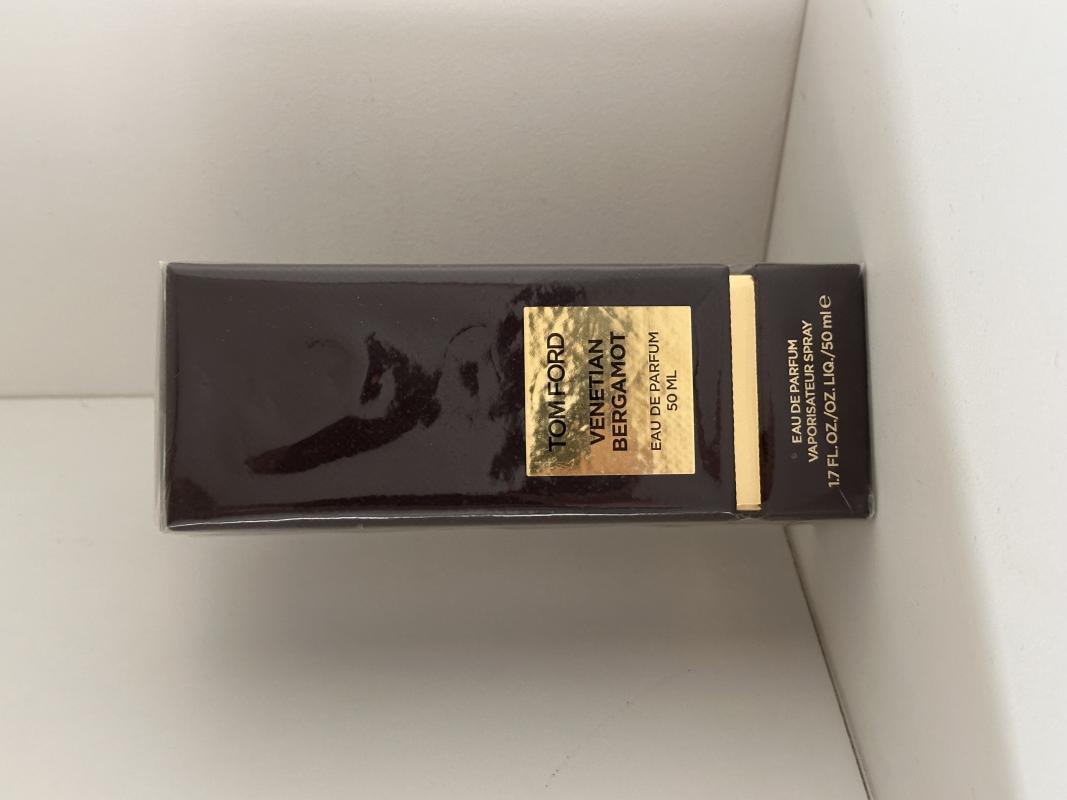 TOM FORD
VENETIAN
BERGAMOT
EAU DE PARFUM
50 ML
EAU DE PARFUM
VAPORISATEUR SPRAY
1.7 FL. OZ./OZ. LIQ./50 ml ℮